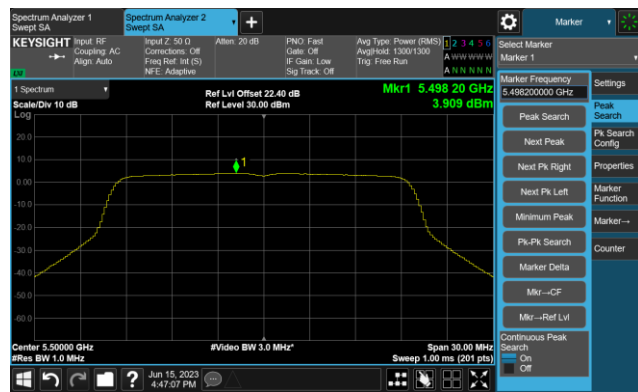 Spectrum Analyzer 1
Swept SA
Spectrum Analyzer 2
Swept SA
Marker
KEYSIGHT
Input: RF
Coupling: AC
Align: Auto
Input Z: 50 Ω
Corrections: Off
Freq Ref: Int (S)
NFE: Adaptive
Atten: 20 dB
PNO: Fast
Gate: Off
IF Gain: Low
Sig Track: Off
Avg Type: Power (RMS)
Avg|Hold: 1300/1300
Trig: Free Run
1 2 3 4 5 6
A W W W W W
A N N N N N
Select Marker
Marker 1
1 Spectrum
Scale/Div 10 dB
Ref Lvl Offset 22.40 dB
Ref Level 30.00 dBm
Mkr1 5.498 20 GHz
3.909 dBm
Log
20.0
10.0
0.00
-10.0
-20.0
-30.0
-40.0
-50.0
-60.0
1
Center 5.50000 GHz
#Res BW 1.0 MHz
#Video BW 3.0 MHz*
Span 30.00 MHz
Sweep 1.00 ms (201 pts)
Marker Frequency
5.498200000 GHz
Peak Search
Next Peak
Next Pk Right
Next Pk Left
Minimum Peak
Pk-Pk Search
Marker Delta
Mkr→CF
Mkr→Ref Lvl
Continuous Peak
Search
On
Off
Settings
Peak
Search
Pk Search
Config
Properties
Marker
Function
Marker→
Counter
?
Jun 15, 2023
4:47:07 PM